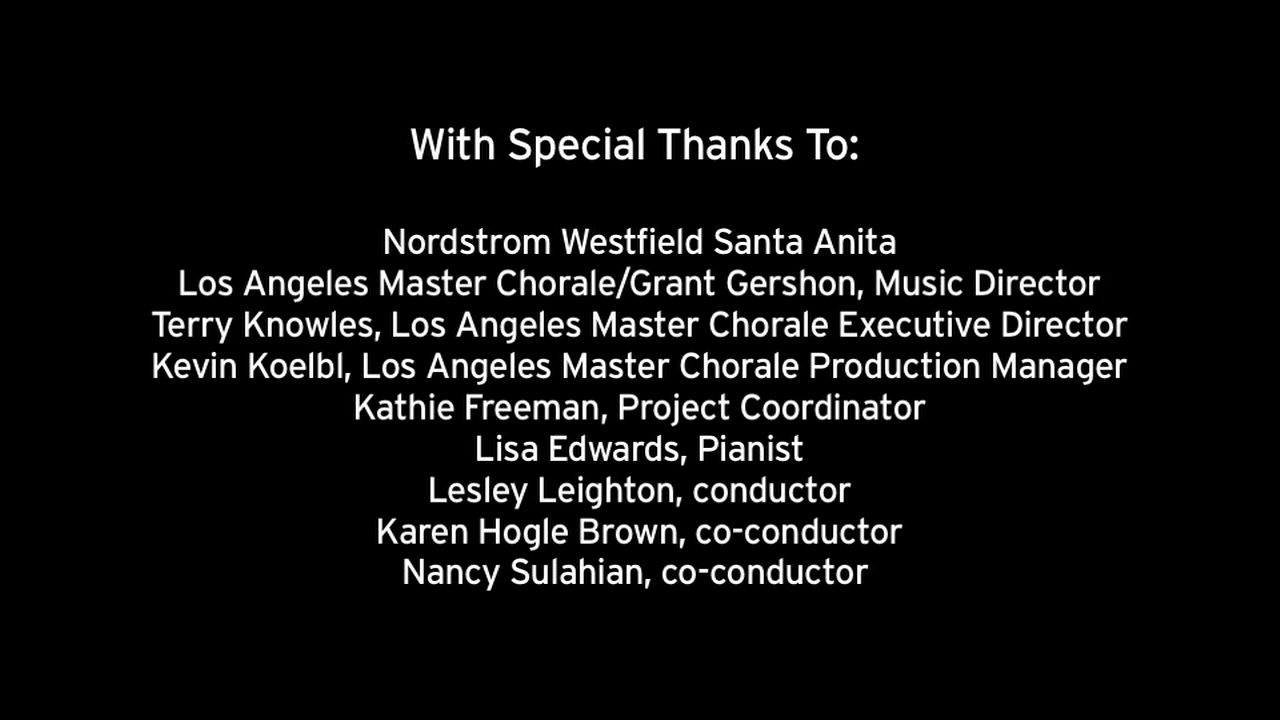 With Special Thanks To:
Nordstrom Westfield Santa Anita
Los Angeles Master Chorale/Grant Gershon, Music Director
Terry Knowles, Los Angeles Master Chorale Executive Director
Kevin Koelbl, Los Angeles Master Chorale Production Manager
Kathie Freeman, Project Coordinator
Lisa Edwards, Pianist
Lesley Leighton, conductor
Karen Hogle Brown, co-conductor
Nancy Sulahian, co-conductor